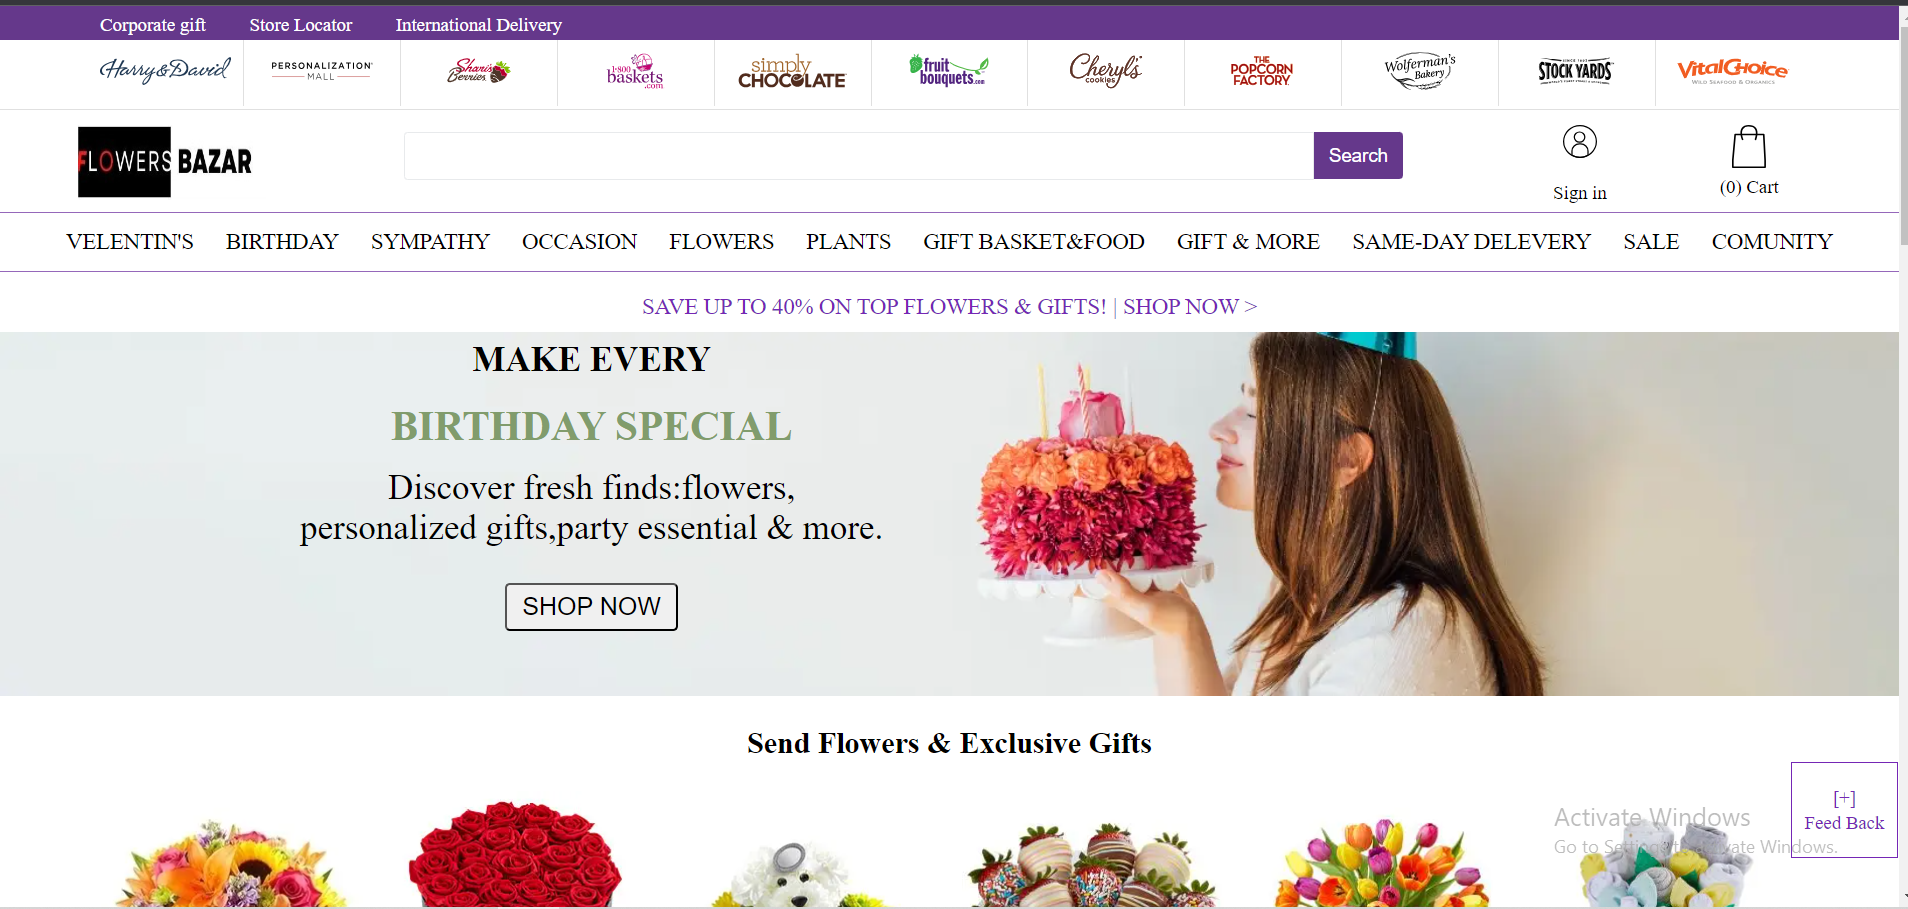 Corporate gift Store Locator International Delivery
Harry & David PERSONALIZATION MALL Shari's Berries 1-800 baskets .com simply CHOCOLATE fruit bouquets.com Cheryl's COOKIES THE POPCORN FACTORY Wolferman's Bakery SINCE 1893 STOCK YARDS VitalChoice WILD SEAFOOD & ORGANICS
FLOWERS BAZAR Search Sign in (0) Cart
VELENTIN'S BIRTHDAY SYMPATHY OCCASION FLOWERS PLANTS GIFT BASKET&FOOD GIFT & MORE SAME-DAY DELEVERY SALE COMUNITY
SAVE UP TO 40% ON TOP FLOWERS & GIFTS! | SHOP NOW >
MAKE EVERY
BIRTHDAY SPECIAL
Discover fresh finds:flowers,
personalized gifts,party essential & more.
SHOP NOW
Send Flowers & Exclusive Gifts
[+]
Feed Back
Activate Windows
Go to Settings to Activate Windows.